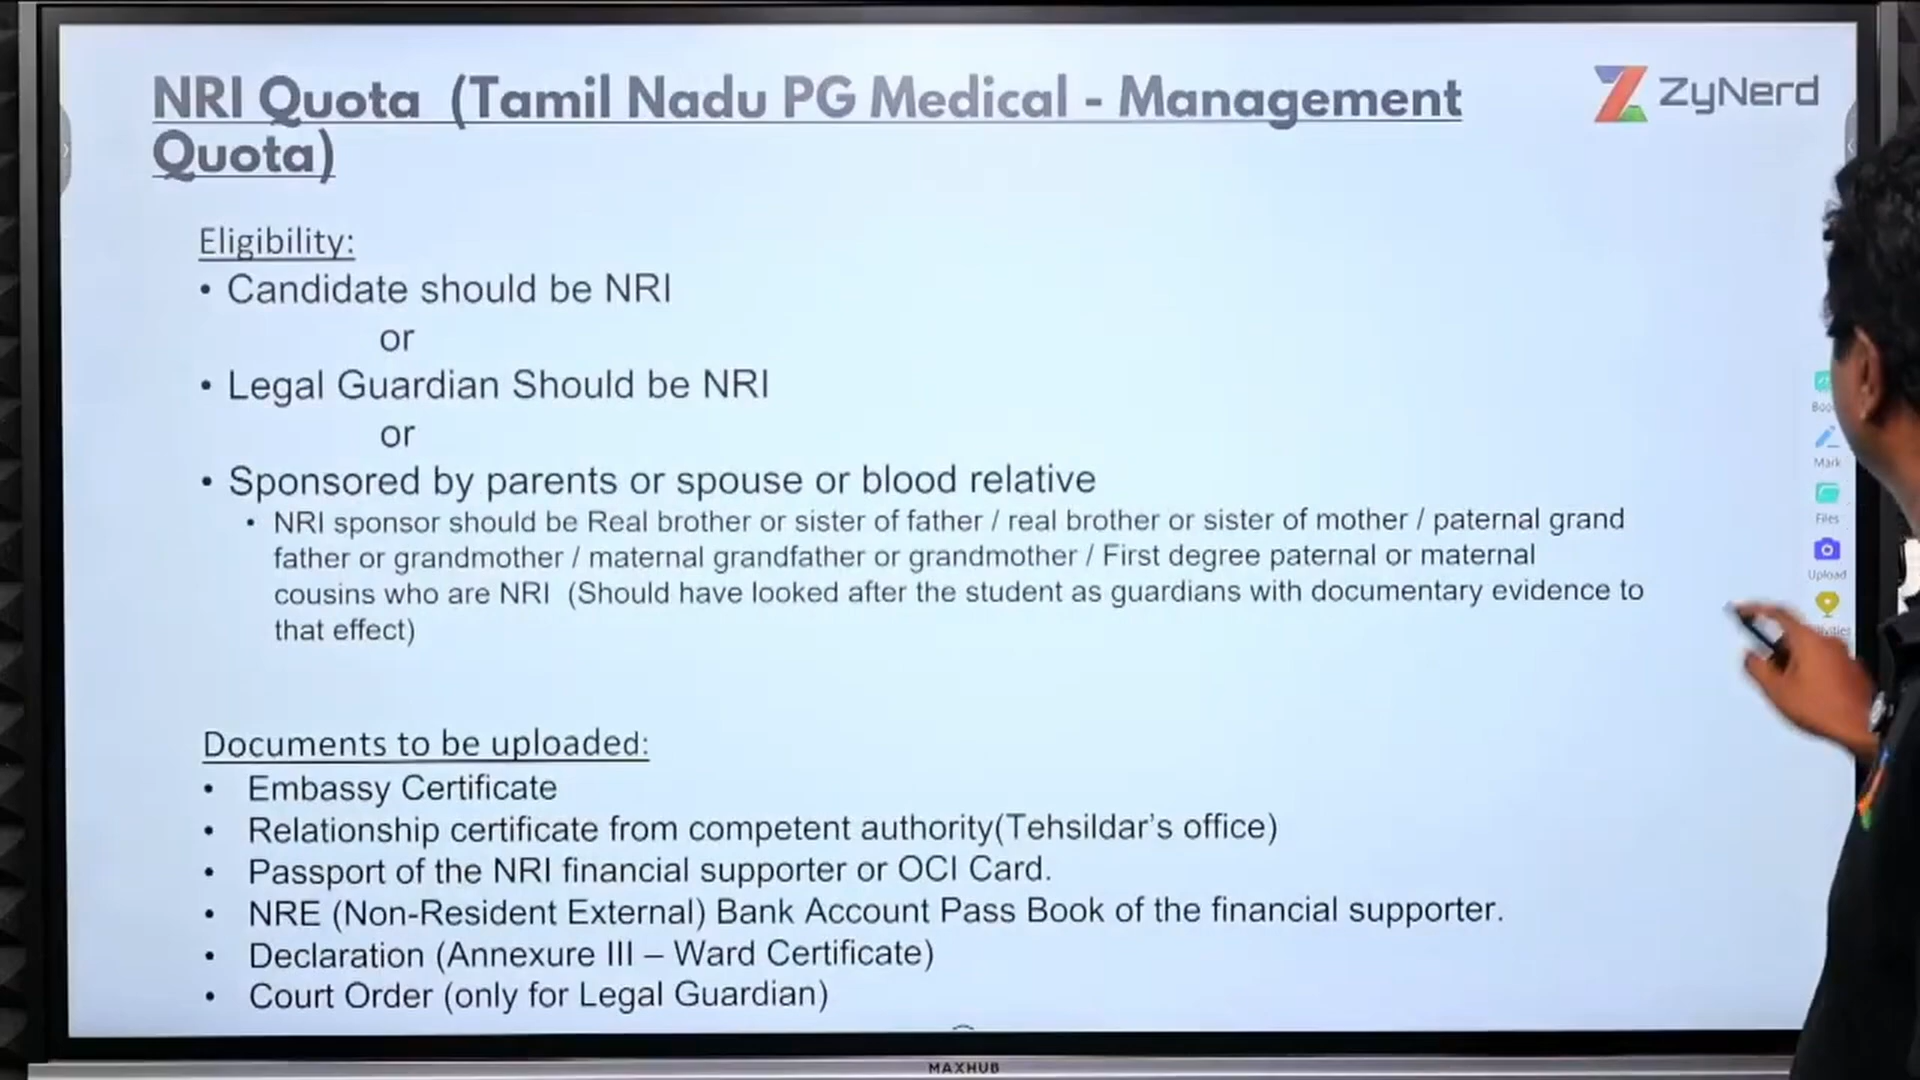 NRI Quota (Tamil Nadu PG Medical - Management
Quota)
ZyNerd
Eligibility:
• Candidate should be NRI
or
• Legal Guardian Should be NRI
or
• Sponsored by parents or spouse or blood relative
• NRI sponsor should be Real brother or sister of father / real brother or sister of mother / paternal grand
father or grandmother / maternal grandfather or grandmother / First degree paternal or maternal
cousins who are NRI (Should have looked after the student as guardians with documentary evidence to
that effect)
Mark
Files
Upload
Documents to be uploaded:
• Embassy Certificate
• Relationship certificate from competent authority(Tehsildar's office)
• Passport of the NRI financial supporter or OCI Card.
• NRE (Non-Resident External) Bank Account Pass Book of the financial supporter.
• Declaration (Annexure III – Ward Certificate)
• Court Order (only for Legal Guardian)
MAXHUB